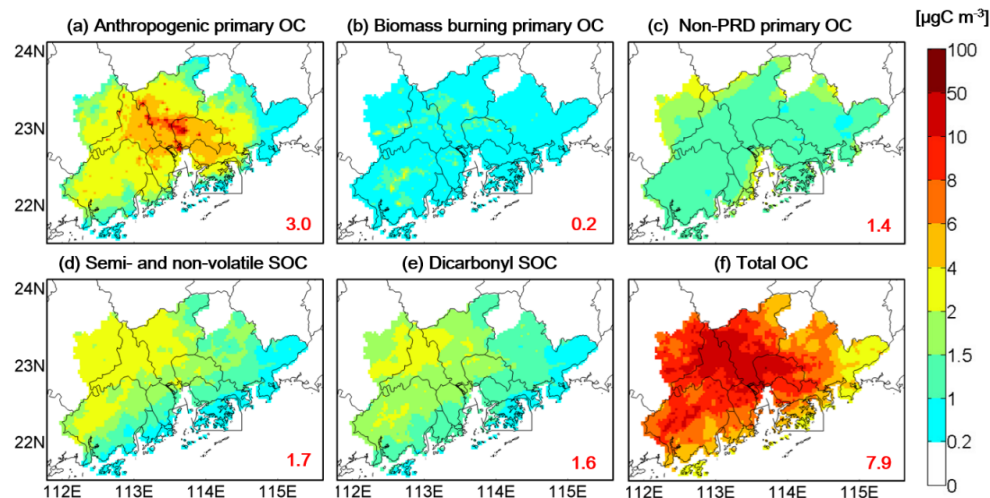 (a) Anthropogenic primary OC
(b) Biomass burning primary OC
(c) Non-PRD primary OC
[µgC m⁻³]
24N
23N
22N
3.0
0.2
1.4
(d) Semi- and non-volatile SOC
(e) Dicarbonyl SOC
(f) Total OC
24N
23N
22N
1.7
1.6
7.9
112E 113E 114E 115E
112E 113E 114E 115E
112E 113E 114E 115E
100
50
10
8
6
4
2
1.5
1
0.2
0